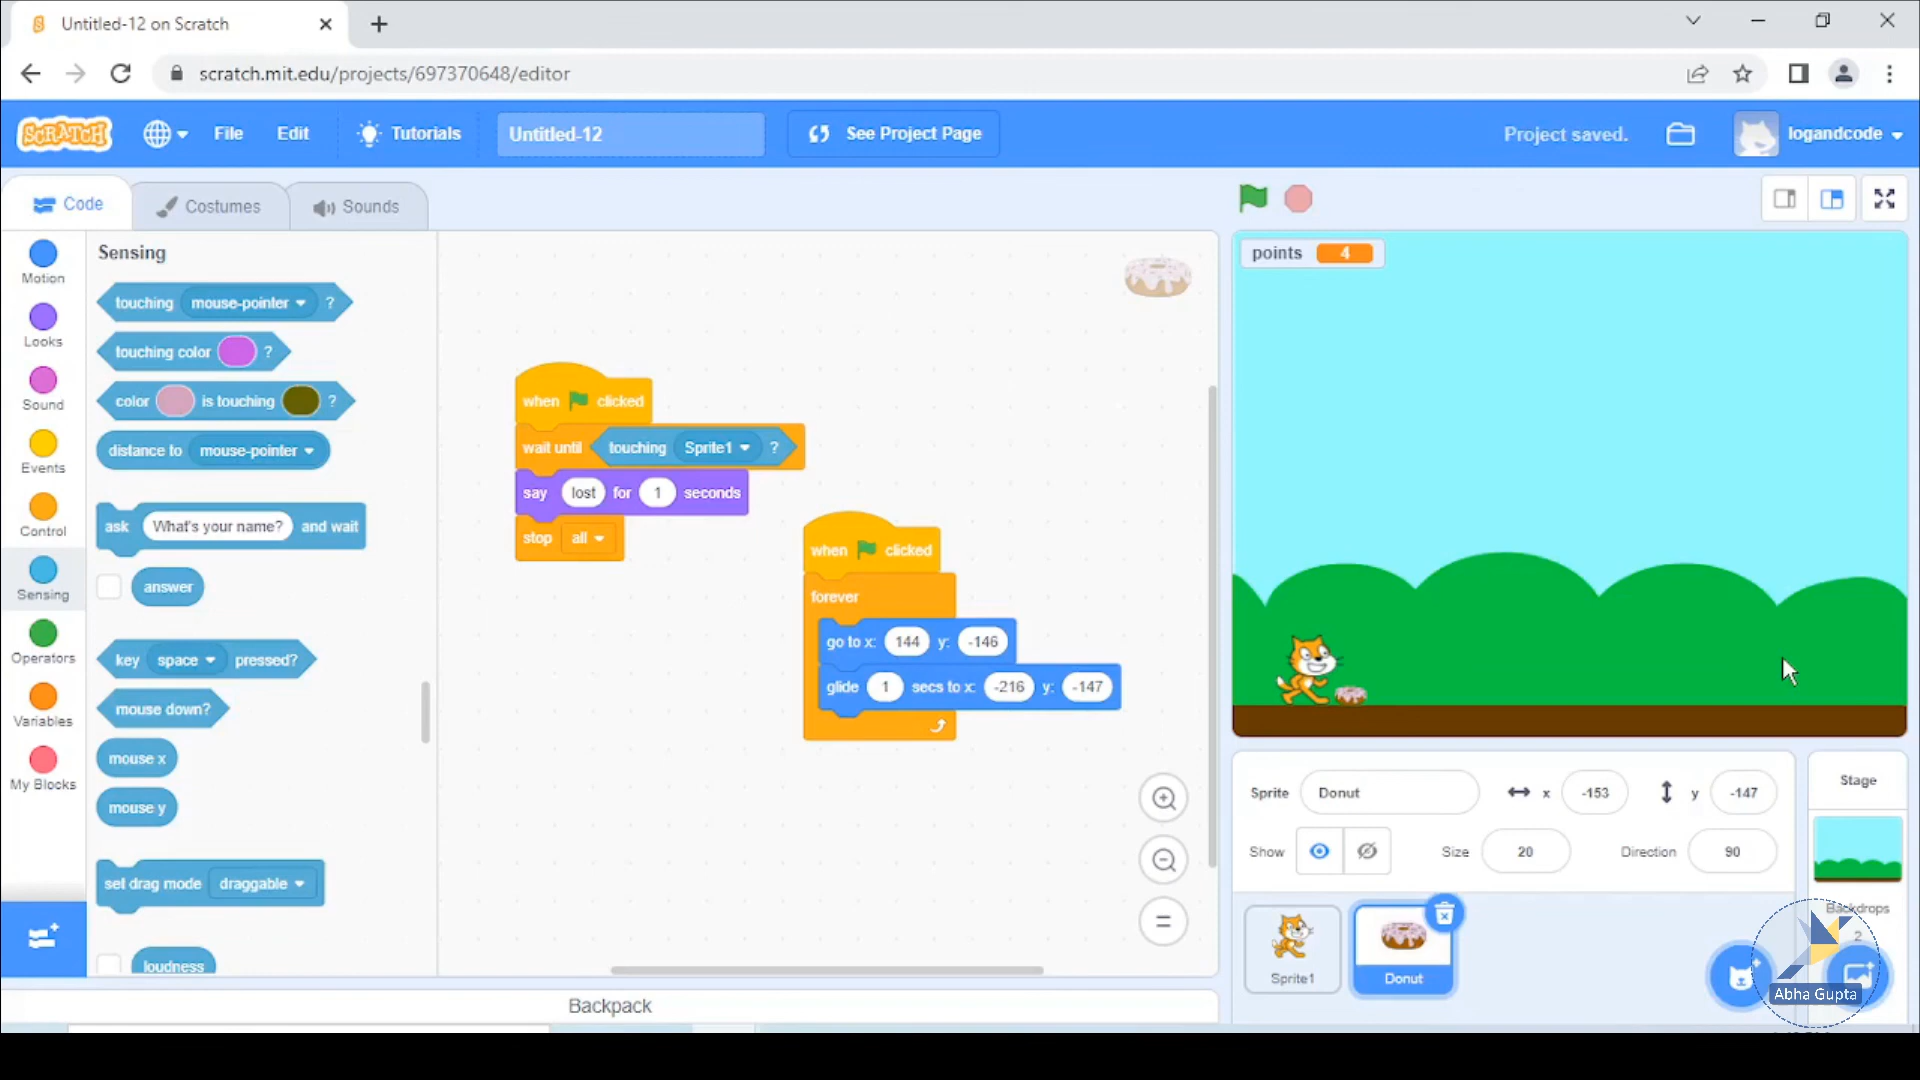 Untitled-12 on Scratch
scratch.mit.edu/projects/697370648/editor
SCRATCH
File
Edit
Tutorials
Untitled-12
See Project Page
Project saved.
logandcode
Code
Costumes
Sounds
Motion
Looks
Sound
Events
Control
Sensing
Operators
Variables
My Blocks
Sensing
touching mouse-pointer ?
touching color ?
color is touching ?
distance to mouse-pointer
ask What's your name? and wait
answer
key space pressed?
mouse down?
mouse x
mouse y
set drag mode draggable
loudness
when clicked
wait until touching Sprite1 ?
say lost for 1 seconds
stop all
when clicked
forever
go to x: 144 y: -146
glide 1 secs to x: -216 y: -147
points 4
Sprite Donut x -153 y -147
Show Size 20 Direction 90
Sprite1
Donut
Stage
Backdrops
2
Abha Gupta
Backpack